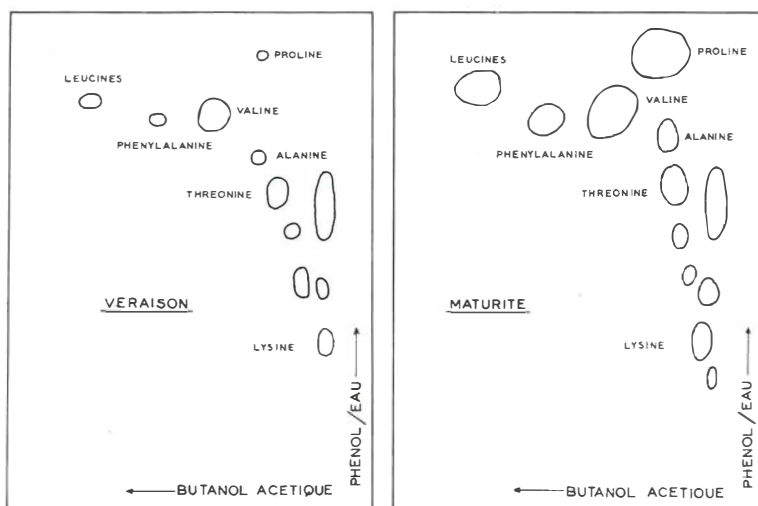 PROLINE
LEUCINES
VALINE
PHENYLALANINE
ALANINE
THREONINE
VERAISON
LYSINE
PHENOL/EAU
BUTANOL ACETIQUE
PROLINE
LEUCINES
VALINE
ALANINE
PHENYLALANINE
THREONINE
MATURITE
LYSINE
PHENOL/EAU
BUTANOL ACETIQUE